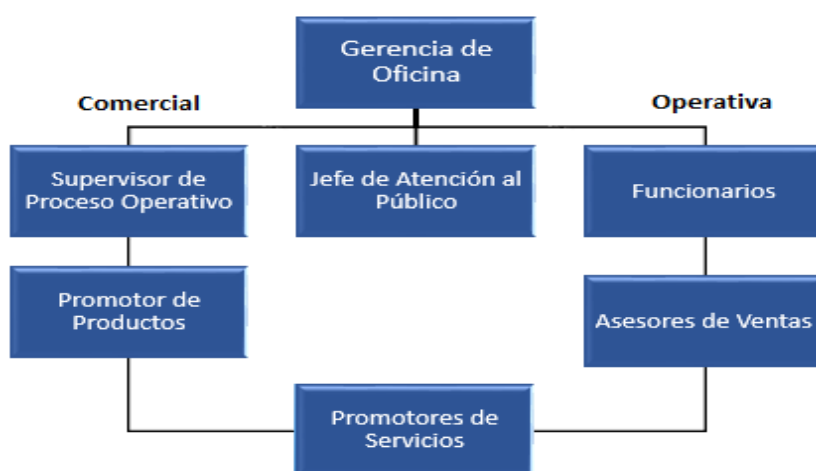 Gerencia de
Oficina
Comercial
Operativa
Supervisor de
Proceso Operativo
Jefe de Atención al
Público
Funcionarios
Promotor de
Productos
Asesores de Ventas
Promotores de
Servicios